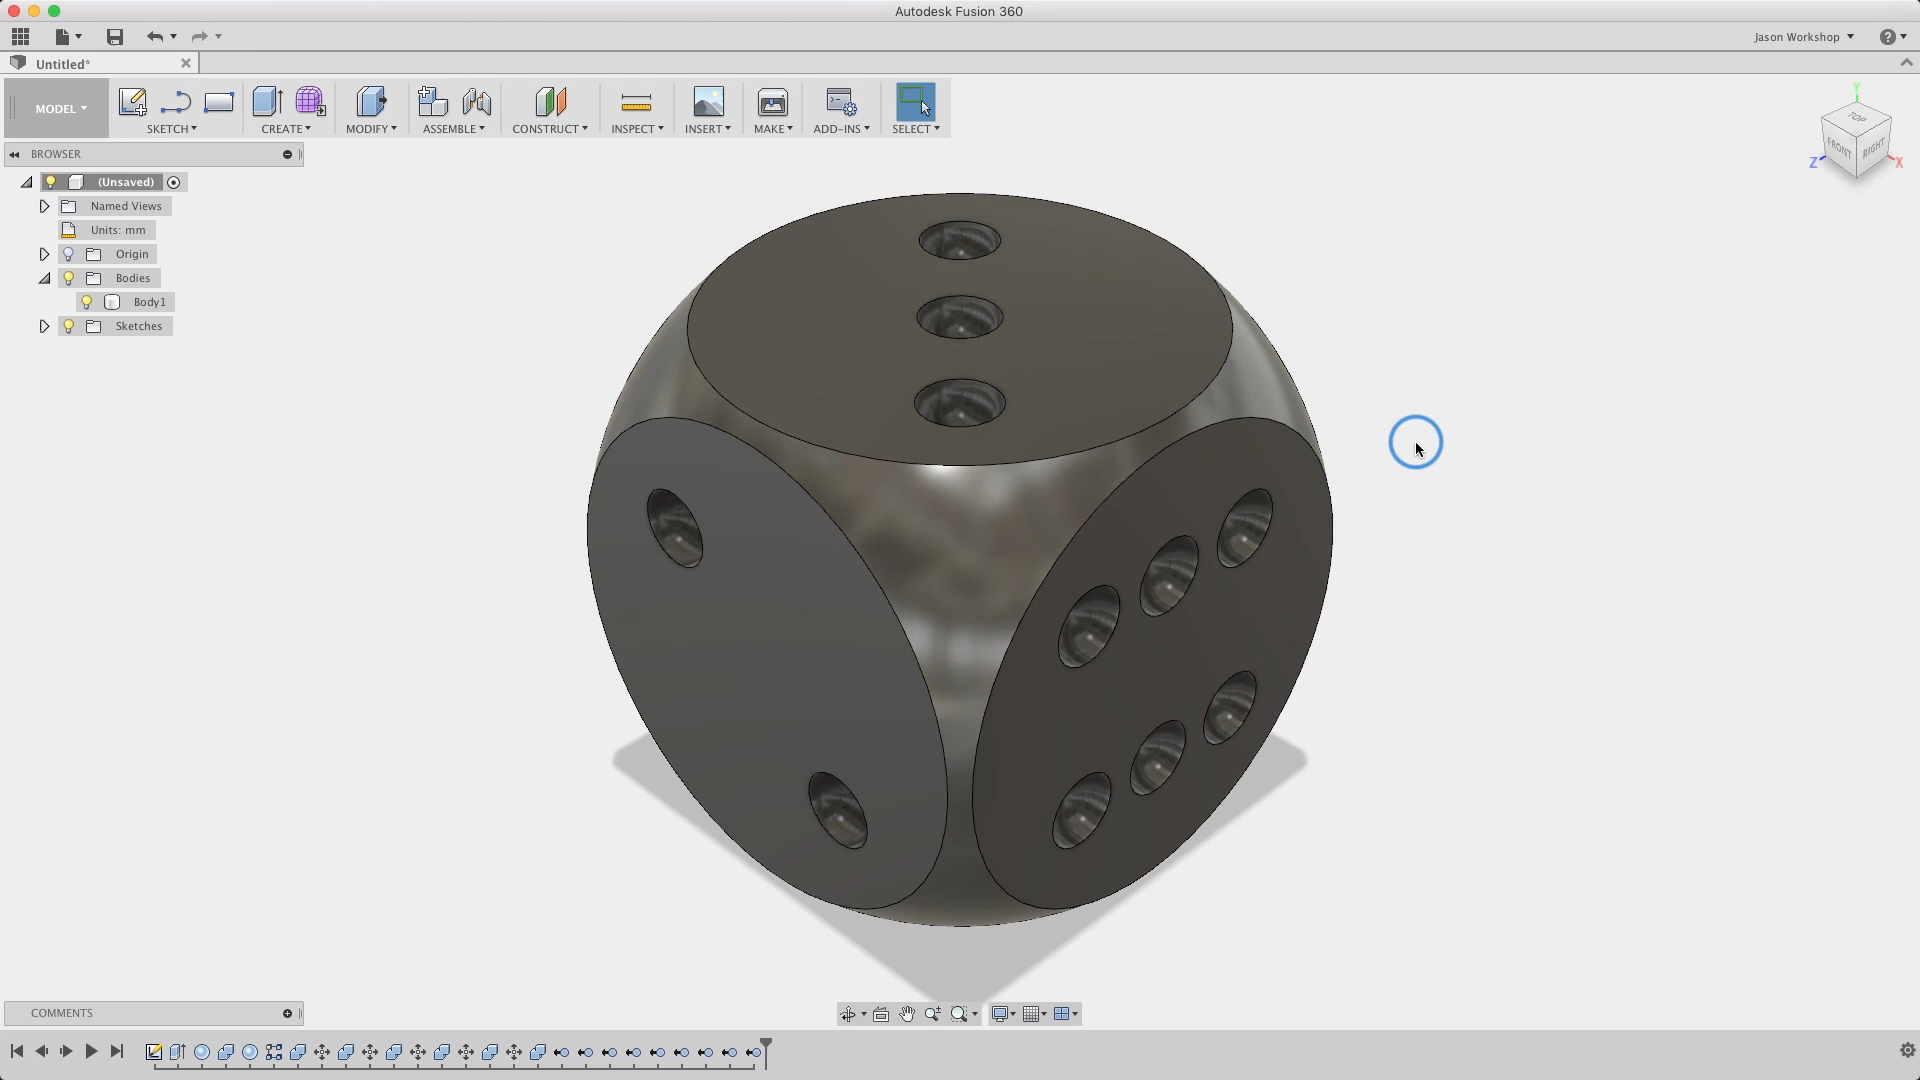 Autodesk Fusion 360
Jason Workshop
Untitled*
MODEL
SKETCH
CREATE
MODIFY
ASSEMBLE
CONSTRUCT
INSPECT
INSERT
MAKE
ADD-INS
SELECT
BROWSER
(Unsaved)
Named Views
Units: mm
Origin
Bodies
Body1
Sketches
TOP
FRONT
RIGHT
Y
Z
X
COMMENTS